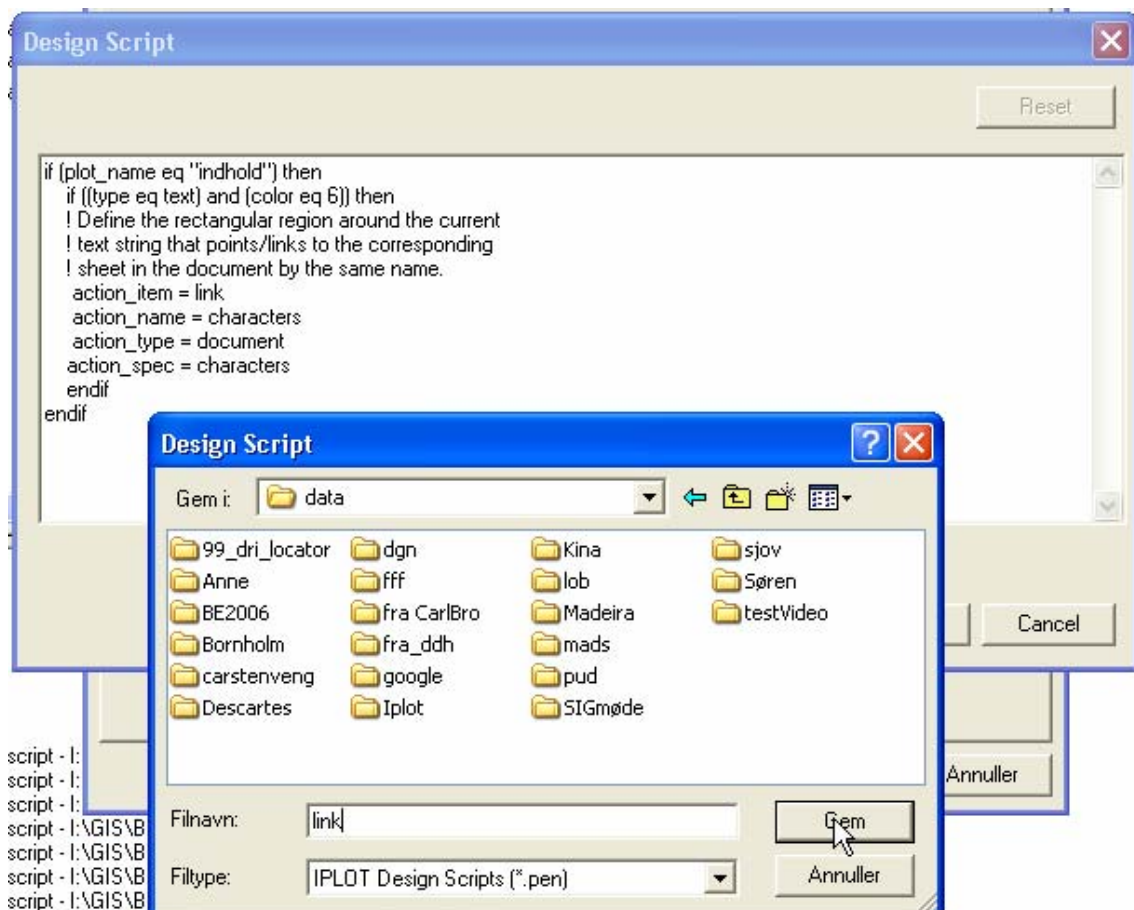 Design Script
Reset
if (plot_name eq "indhold") then
if ((type eq text) and (color eq 6)) then
! Define the rectangular region around the current
! text string that points/links to the corresponding
! sheet in the document by the same name.
action_item = link
action_name = characters
action_type = document
action_spec = characters
endif
endif
Cancel
Design Script
Gem i: data
99_dri_locator
Anne
BE2006
Bornholm
carstenveng
Descartes
dgn
fff
fra CarlBro
fra_ddh
google
Iplot
Kina
lob
Madeira
mads
pud
SIGmøde
sjov
Søren
testVideo
Filnavn: link
Gem
Filtype: IPLOT Design Scripts (*.pen)
Annuller
Annuller
script - I:
script - I:
script - I:
script - I:\GIS\B
script - I:\GIS\B
script - I:\GIS\B
script - I:\GIS\B